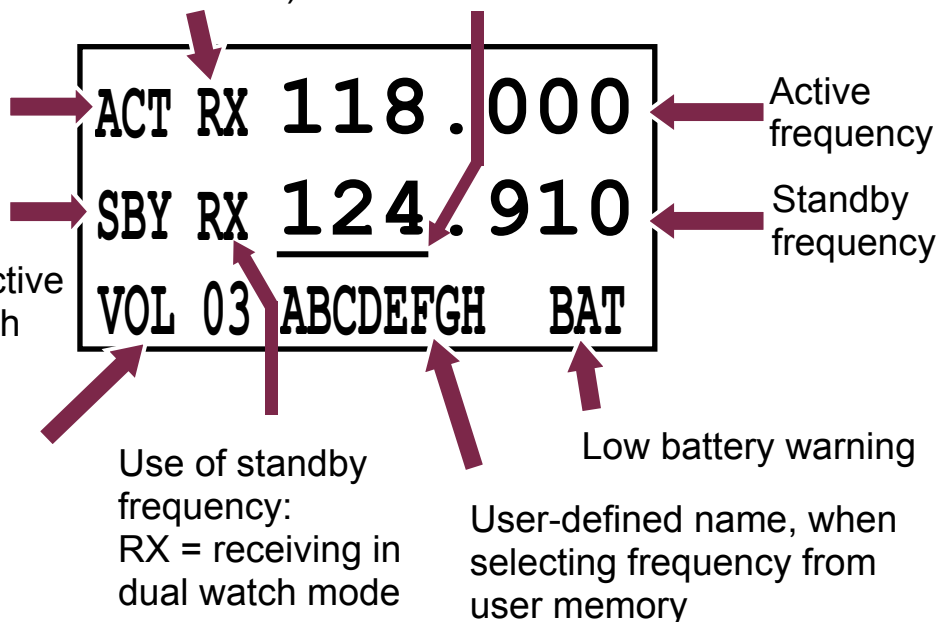 ACT RX 118.000
Active
frequency
SBY RX 124.910
Standby
frequency
VOL 03 ABCDEFGH BAT
Use of standby
frequency:
RX = receiving in
dual watch mode
Low battery warning
User-defined name, when
selecting frequency from
user memory